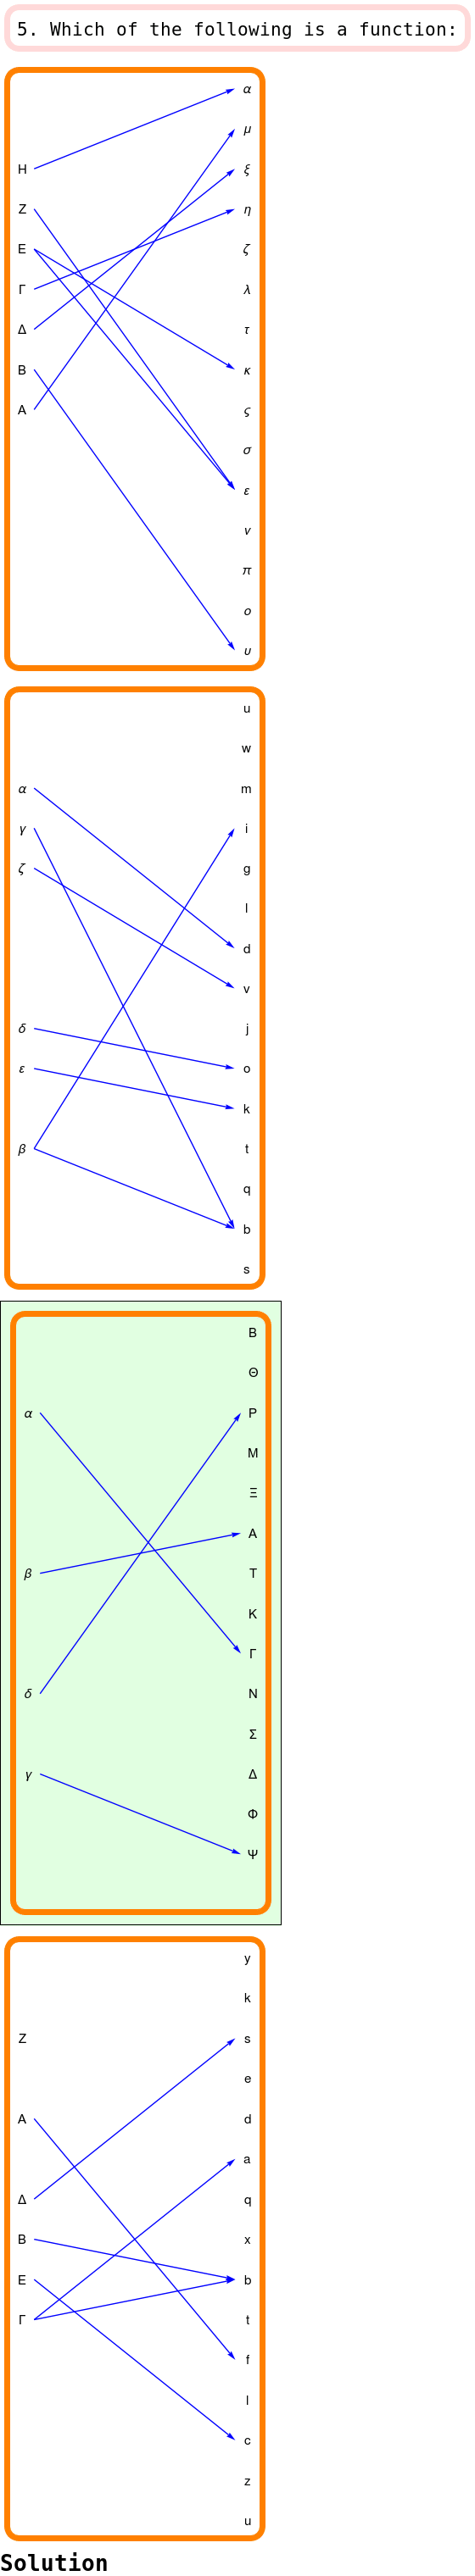 5. Which of the following is a function:
α
μ
Η ξ
Ζ η
Ε ζ
Γ λ
Δ τ
Β κ
Α ς
σ
ε
ν
π
ο
υ
u
w
α m
γ i
ζ g
l
d
v
δ j
ε o
k
β t
q
b
s
Β
Θ
α Ρ
Μ
Ξ
Α
β Τ
Κ
Γ
δ Ν
Σ
γ Δ
Φ
Ψ
y
k
Ζ s
e
Α d
a
Δ q
Β x
Ε b
Γ t
f
l
c
z
u
Solution